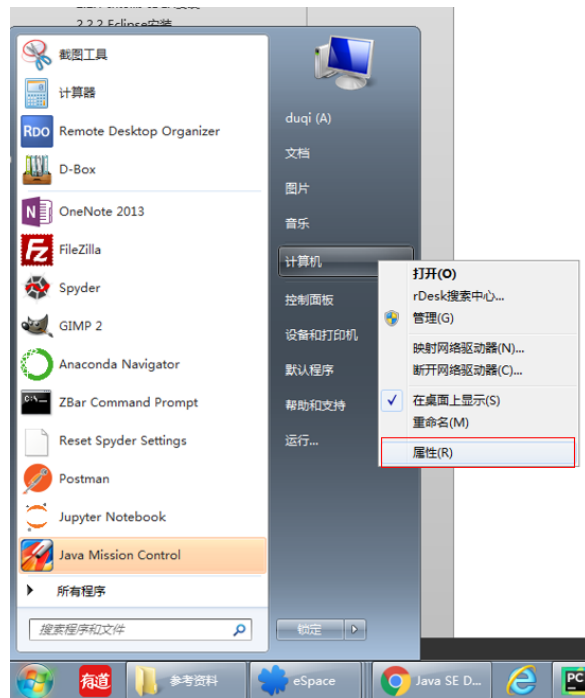 2.2.2 Eclipse安装
截图工具
计算器
RDO Remote Desktop Organizer
D-Box
N OneNote 2013
Fz FileZilla
Spyder
GIMP 2
Anaconda Navigator
C:\ ZBar Command Prompt
Reset Spyder Settings
Postman
Jupyter Notebook
Java Mission Control
所有程序
搜索程序和文件
duqi (A)
文档
图片
音乐
计算机
控制面板
设备和打印机
默认程序
帮助和支持
运行...
锁定
打开(O)
rDesk搜索中心...
管理(G)
映射网络驱动器(N)...
断开网络驱动器(C)...
在桌面上显示(S)
重命名(M)
属性(R)
有道
参考资料
eSpace
Java SE D...
PC